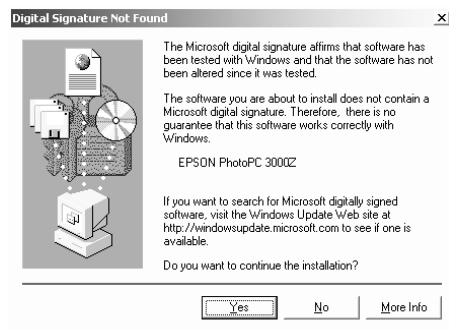 Digital Signature Not Found
The Microsoft digital signature affirms that software has
been tested with Windows and that the software has not
been altered since it was tested.
The software you are about to install does not contain a
Microsoft digital signature. Therefore, there is no
guarantee that this software works correctly with
Windows.
EPSON PhotoPC 3000Z
If you want to search for Microsoft digitally signed
software, visit the Windows Update Web site at
http://windowsupdate.microsoft.com to see if one is
available.
Do you want to continue the installation?
Yes No More Info